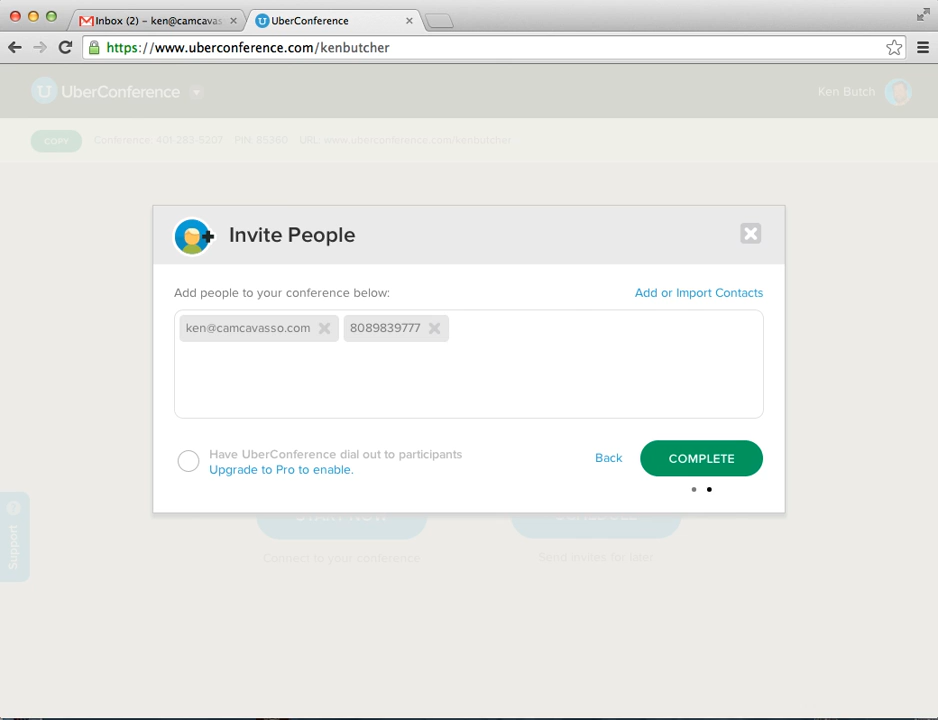 Inbox (2) – ken@camcavas
UberConference
https://www.uberconference.com/kenbutcher
UberConference
Ken Butch
COPY
Conference: 401-283-5207 PIN: 85360 URL: www.uberconference.com/kenbutcher
Invite People
Add people to your conference below:
Add or Import Contacts
ken@camcavasso.com
8089839777
Have UberConference dial out to participants
Upgrade to Pro to enable.
Back
COMPLETE
START NOW
Connect to your conference
Send invites for later
Support